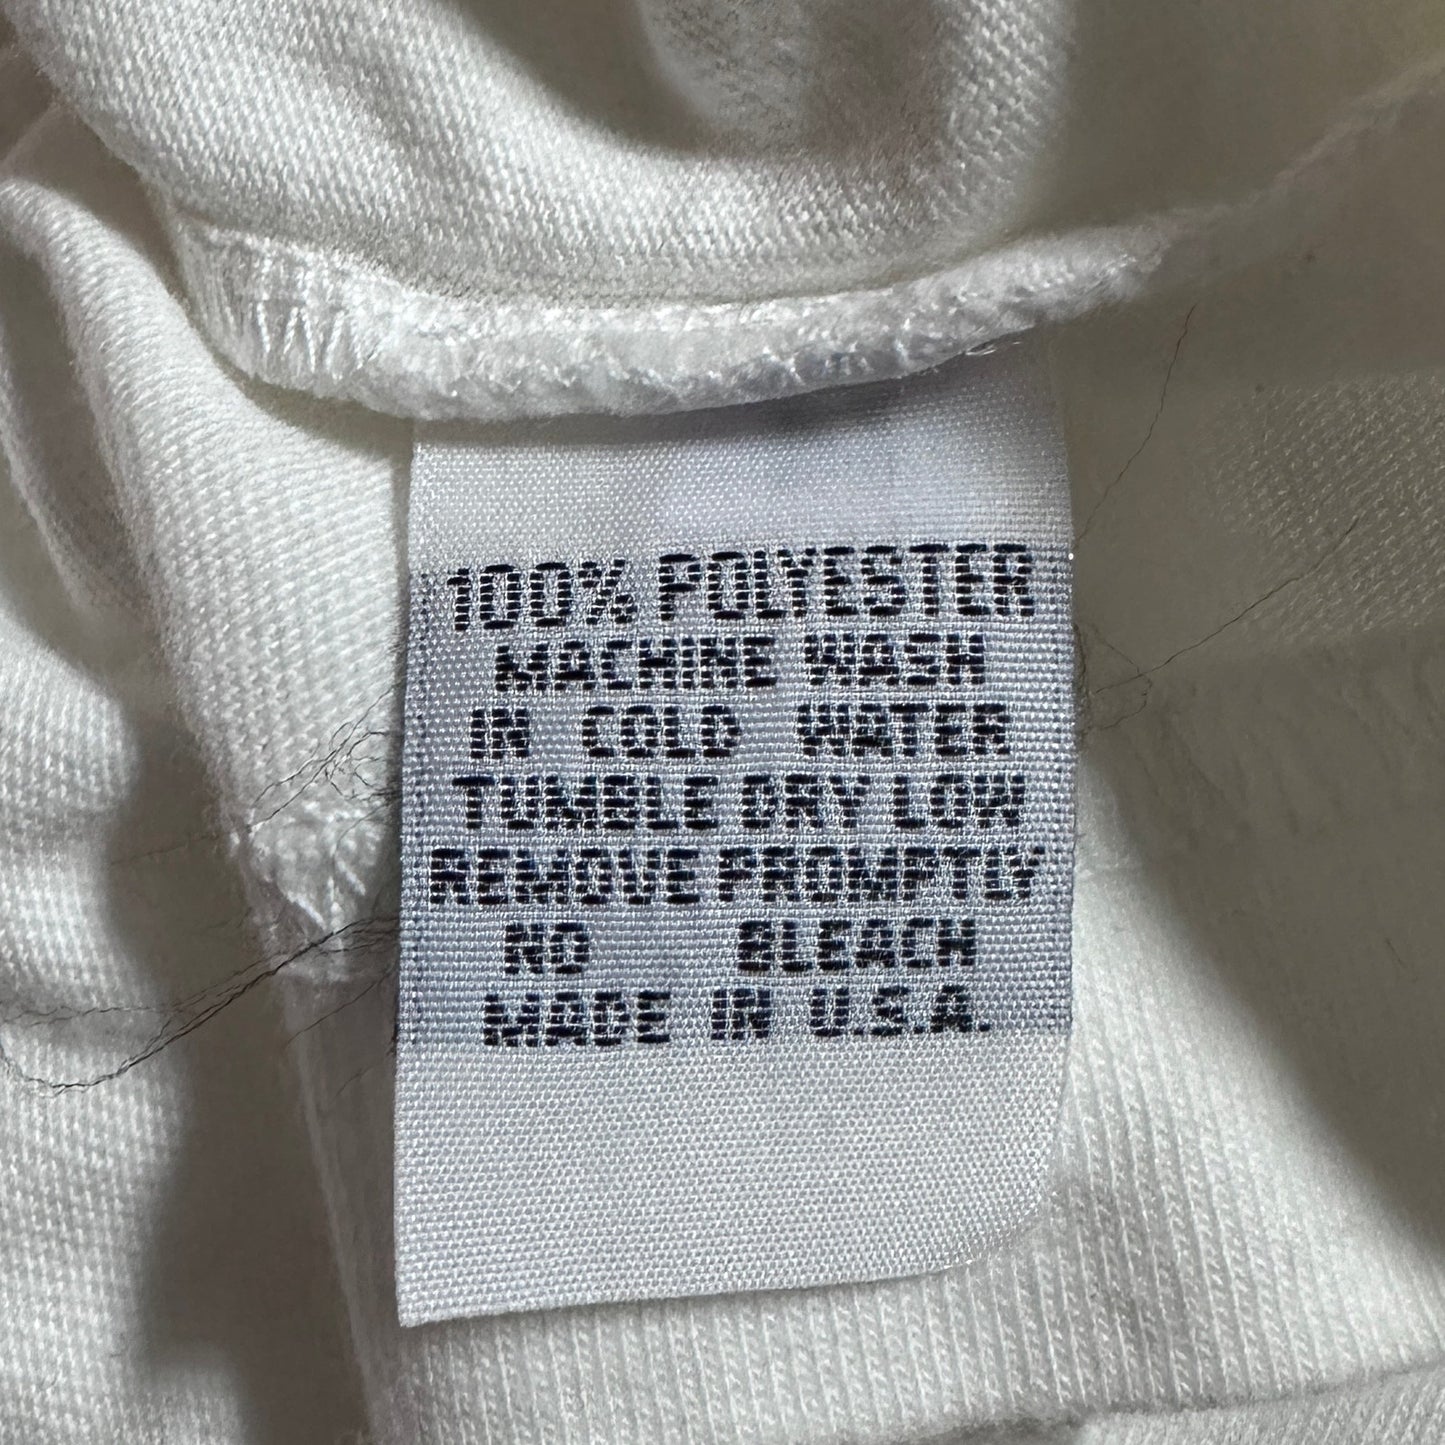 100% POLYESTER
MACHINE WASH
IN COLD WATER
TUMBLE DRY LOW
REMOVE PROMPTLY
NO BLEACH
MADE IN U.S.A.